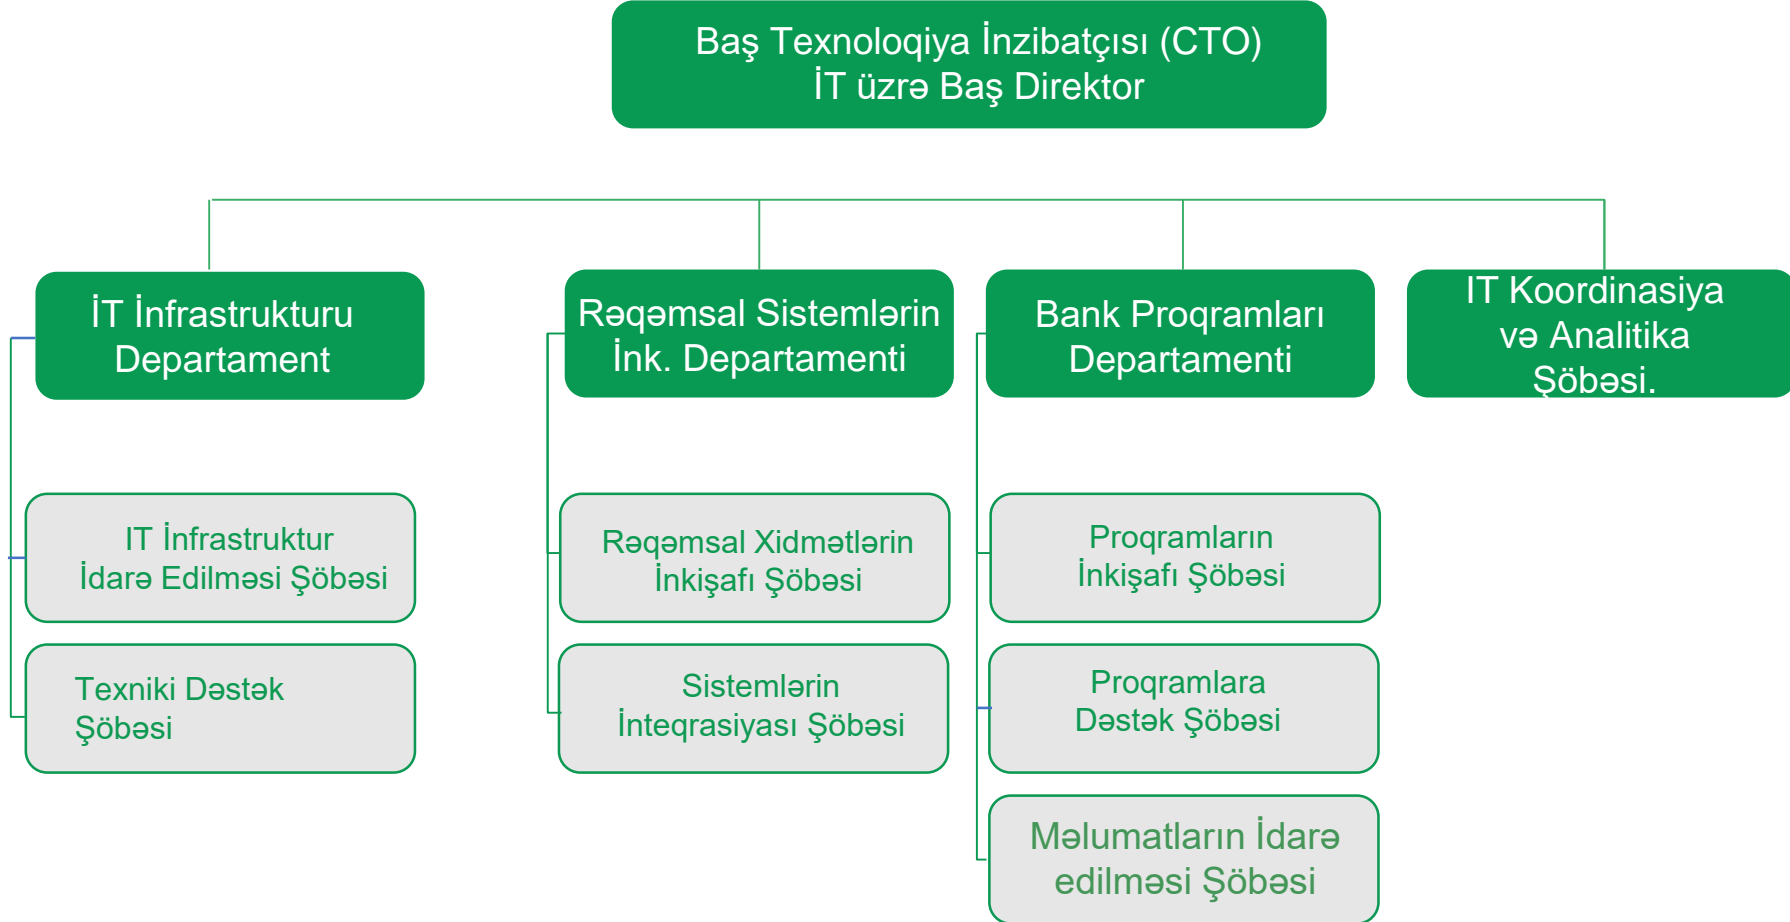 Baş Texnoloqiya İnzibatçısı (CTO)
İT üzrə Baş Direktor
İT İnfrastrukturu
Departament
Rəqəmsal Sistemlərin
İnk. Departamenti
Bank Proqramları
Departamenti
IT Koordinasiya
və Analitika
Şöbəsi.
IT İnfrastruktur
İdarə Edilməsi Şöbəsi
Texniki Dəstək
Şöbəsi
Rəqəmsal Xidmətlərin
İnkişafı Şöbəsi
Sistemlərin
İnteqrasiyası Şöbəsi
Proqramların
İnkişafı Şöbəsi
Proqramlara
Dəstək Şöbəsi
Məlumatların İdarə
edilməsi Şöbəsi